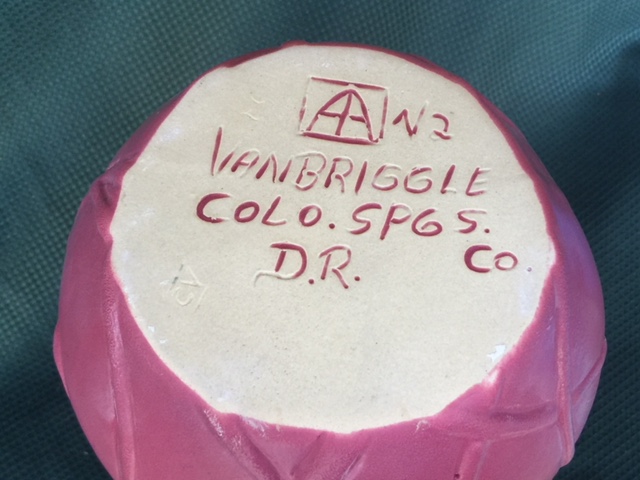 AA N2
VANBRIGGLE
COLO. SPGS.
D.R. CO.